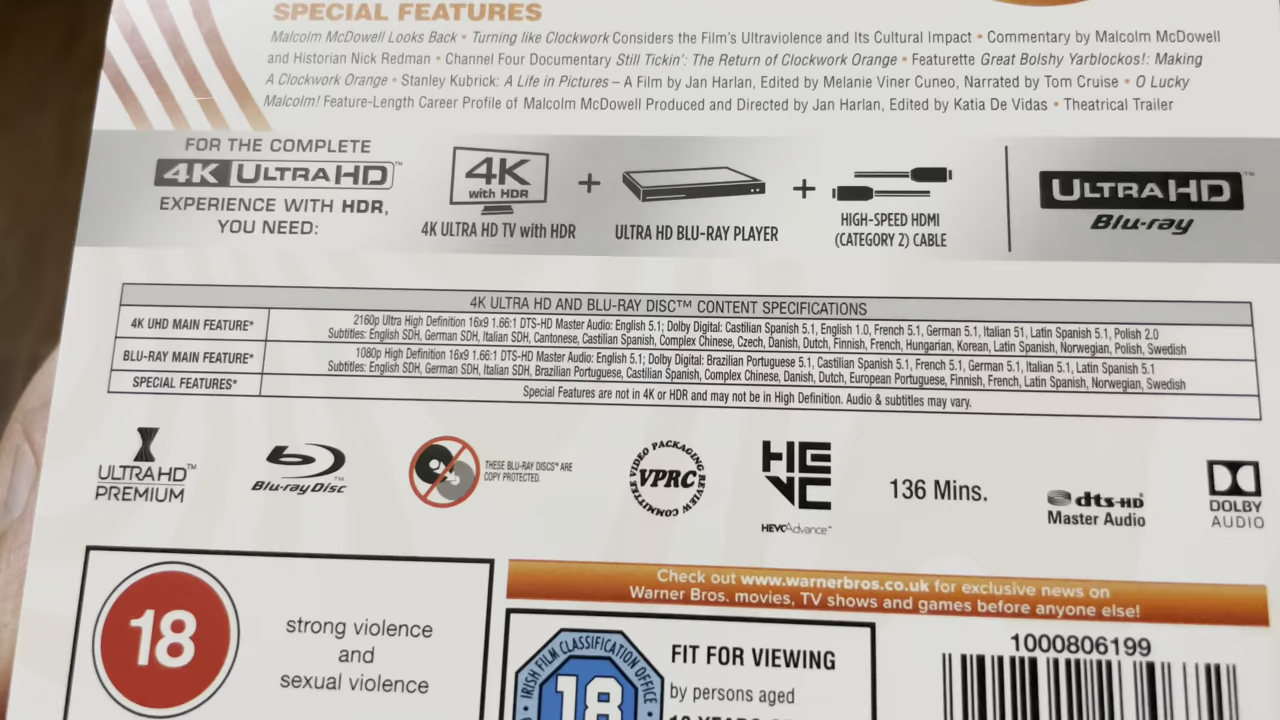 SPECIAL FEATURES
Malcolm McDowell Looks Back • Turning like Clockwork Considers the Film's Ultraviolence and Its Cultural Impact • Commentary by Malcolm McDowell
and Historian Nick Redman • Channel Four Documentary Still Tickin': The Return of Clockwork Orange • Featurette Great Bolshy Yarblockos!: Making
A Clockwork Orange • Stanley Kubrick: A Life in Pictures – A Film by Jan Harlan, Edited by Melanie Viner Cuneo, Narrated by Tom Cruise • O Lucky
Malcolm! Feature-Length Career Profile of Malcolm McDowell Produced and Directed by Jan Harlan, Edited by Katia De Vidas • Theatrical Trailer
FOR THE COMPLETE
4K ULTRA HD™
EXPERIENCE WITH HDR,
YOU NEED:
4K
with HDR
4K ULTRA HD TV with HDR
+
ULTRA HD BLU-RAY PLAYER
+
HIGH-SPEED HDMI
(CATEGORY 2) CABLE
ULTRA HD™
Blu-ray
4K ULTRA HD AND BLU-RAY DISC™ CONTENT SPECIFICATIONS
4K UHD MAIN FEATURE*
2160p Ultra High Definition 16x9 1.66:1 DTS-HD Master Audio: English 5.1; Dolby Digital: Castilian Spanish 5.1, English 1.0, French 5.1, German 5.1, Italian 51, Latin Spanish 5.1, Polish 2.0
Subtitles: English SDH, German SDH, Italian SDH, Cantonese, Castilian Spanish, Complex Chinese, Czech, Danish, Dutch, Finnish, French, Hungarian, Korean, Latin Spanish, Norwegian, Polish, Swedish
BLU-RAY MAIN FEATURE*
1080p High Definition 16x9 1.66:1 DTS-HD Master Audio: English 5.1; Dolby Digital: Brazilian Portuguese 5.1, Castilian Spanish 5.1, French 5.1, German 5.1, Italian 5.1, Latin Spanish 5.1
Subtitles: English SDH, German SDH, Italian SDH, Brazilian Portuguese, Castilian Spanish, Complex Chinese, Danish, Dutch, European Portuguese, Finnish, French, Latin Spanish, Norwegian, Swedish
SPECIAL FEATURES*
Special Features are not in 4K or HDR and may not be in High Definition. Audio & subtitles may vary.
ULTRA HD™
PREMIUM
Blu-ray Disc™
THESE BLU-RAY DISCS™ ARE
COPY PROTECTED.
VIDEO PACKAGING REVIEW COMMITTEE
VPRC
HEVC
HEVC Advance™
136 Mins.
dts-HD
Master Audio
DOLBY
AUDIO
18
strong violence
and
sexual violence
Check out www.warnerbros.co.uk for exclusive news on
Warner Bros. movies, TV shows and games before anyone else!
IRISH FILM CLASSIFICATION OFFICE
18
FIT FOR VIEWING
by persons aged
1000806199